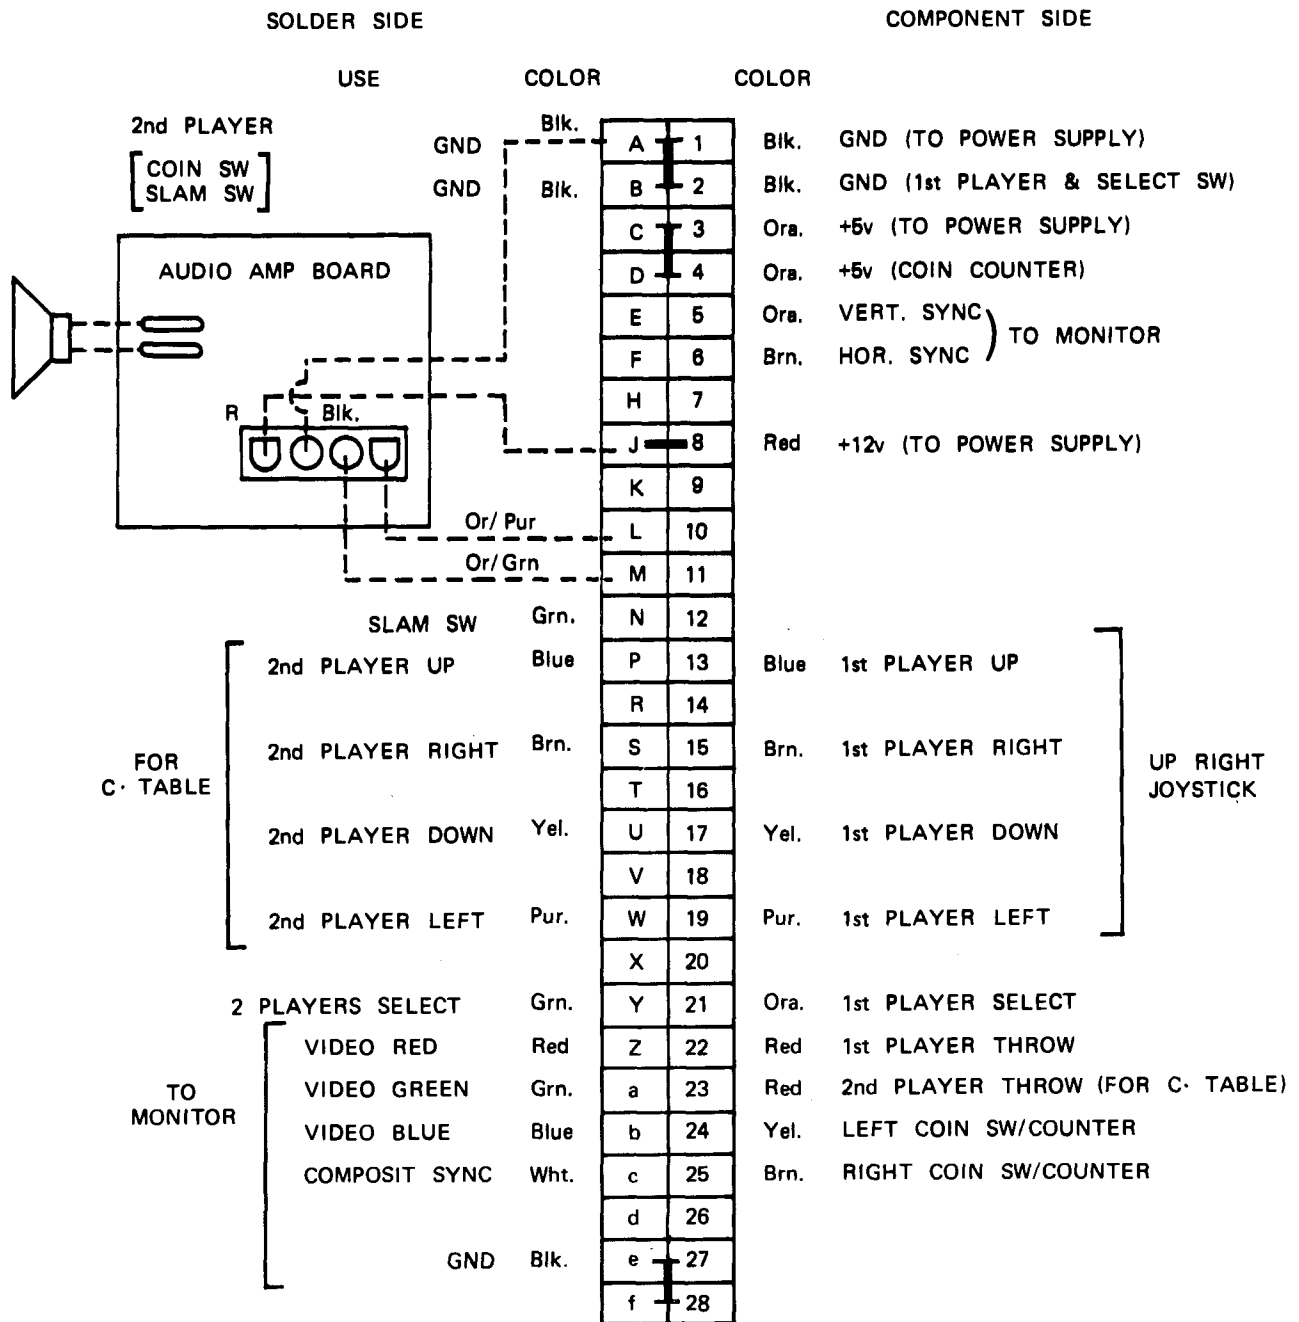 SOLDER SIDE COMPONENT SIDE
USE COLOR COLOR
2nd PLAYER
COIN SW
SLAM SW
GND Blk. A 1 Blk. GND (TO POWER SUPPLY)
GND Blk. B 2 Blk. GND (1st PLAYER & SELECT SW)
C 3 Ora. +5v (TO POWER SUPPLY)
AUDIO AMP BOARD
D 4 Ora. +5v (COIN COUNTER)
E 5 Ora. VERT. SYNC
TO MONITOR
F 6 Brn. HOR. SYNC
H 7
R Blk.
J 8 Red +12v (TO POWER SUPPLY)
K 9
Or/Pur L 10
Or/Grn M 11
SLAM SW Grn. N 12
2nd PLAYER UP Blue P 13 Blue 1st PLAYER UP
R 14
2nd PLAYER RIGHT Brn. S 15 Brn. 1st PLAYER RIGHT
FOR
C· TABLE
UP RIGHT
JOYSTICK
T 16
2nd PLAYER DOWN Yel. U 17 Yel. 1st PLAYER DOWN
V 18
2nd PLAYER LEFT Pur. W 19 Pur. 1st PLAYER LEFT
X 20
2 PLAYERS SELECT Grn. Y 21 Ora. 1st PLAYER SELECT
VIDEO RED Red Z 22 Red 1st PLAYER THROW
TO
MONITOR
VIDEO GREEN Grn. a 23 Red 2nd PLAYER THROW (FOR C· TABLE)
VIDEO BLUE Blue b 24 Yel. LEFT COIN SW/COUNTER
COMPOSIT SYNC Wht. c 25 Brn. RIGHT COIN SW/COUNTER
d 26
GND Blk. e 27
f 28